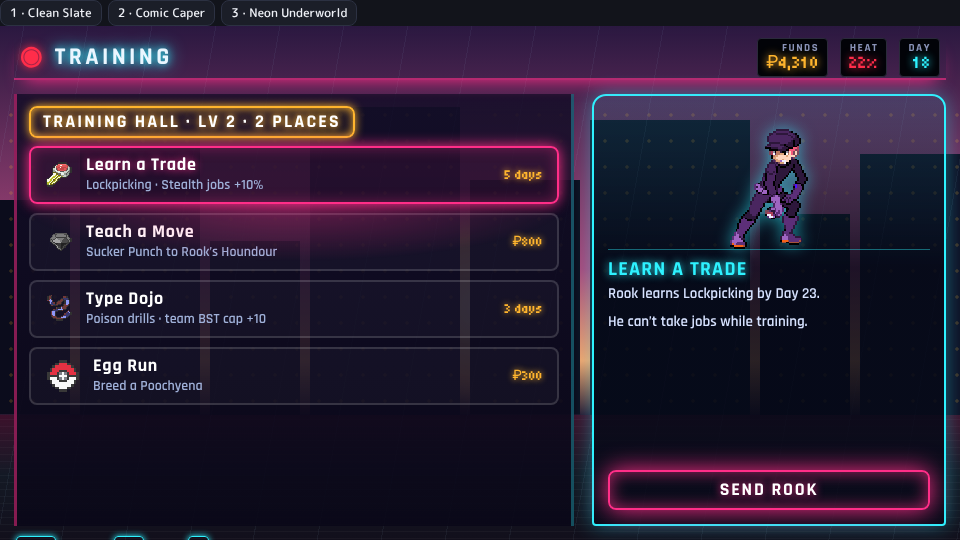 1 · Clean Slate
2 · Comic Caper
3 · Neon Underworld
TRAINING
FUNDS
₽4,310
HEAT
22%
DAY
18
TRAINING HALL · LV 2 · 2 PLACES
Learn a Trade
Lockpicking · Stealth jobs +10%
5 days
Teach a Move
Sucker Punch to Rook's Houndour
₽800
Type Dojo
Poison drills · team BST cap +10
3 days
Egg Run
Breed a Poochyena
₽300
LEARN A TRADE
Rook learns Lockpicking by Day 23.
He can't take jobs while training.
SEND ROOK